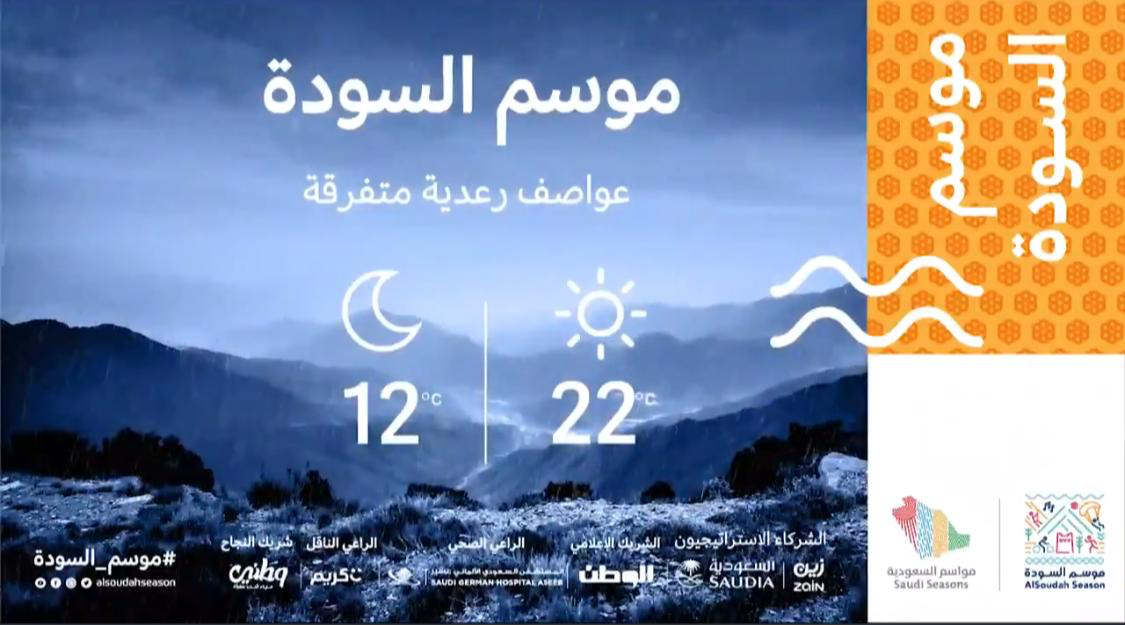 موسم السودة
عواصف رعدية متفرقة
22°C
12°C
موسم
السودة
الشركاء الاستراتيجيون
الشريك الإعلامي
الراعي الصحي
الراعي الناقل
شريك النجاح
زين
zain
السعودية
SAUDIA
الوطن
المستشفى السعودي الألماني
SAUDI GERMAN HOSPITAL ASEER
كريم
وطني
#موسم_السودة
alsoudahseason
مواسم السعودية
Saudi Seasons
موسم السودة
AlSoudah Season